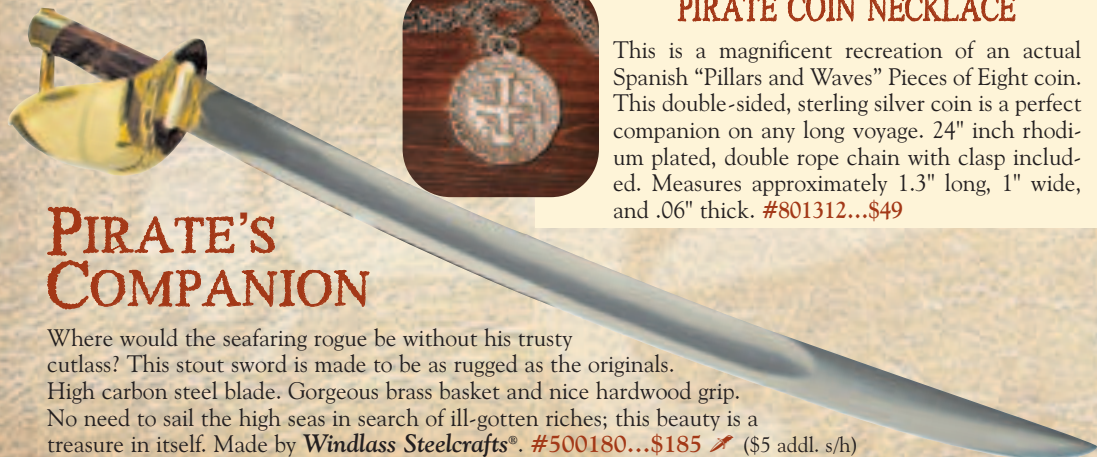 PIRATE COIN NECKLACE
This is a magnificent recreation of an actual
Spanish “Pillars and Waves” Pieces of Eight coin.
This double-sided, sterling silver coin is a perfect
companion on any long voyage. 24" inch rhodi-
um plated, double rope chain with clasp includ-
ed. Measures approximately 1.3" long, 1" wide,
and .06" thick. #801312...$49
PIRATE’S
COMPANION
Where would the seafaring rogue be without his trusty
cutlass? This stout sword is made to be as rugged as the originals.
High carbon steel blade. Gorgeous brass basket and nice hardwood grip.
No need to sail the high seas in search of ill-gotten riches; this beauty is a
treasure in itself. Made by Windlass Steelcrafts®. #500180...$185 ($5 addl. s/h)